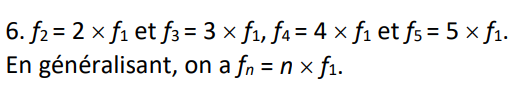 6. f₂ = 2 × f₁ et f₃ = 3 × f₁, f₄ = 4 × f₁ et f₅ = 5 × f₁.
En généralisant, on a fₙ = n × f₁.